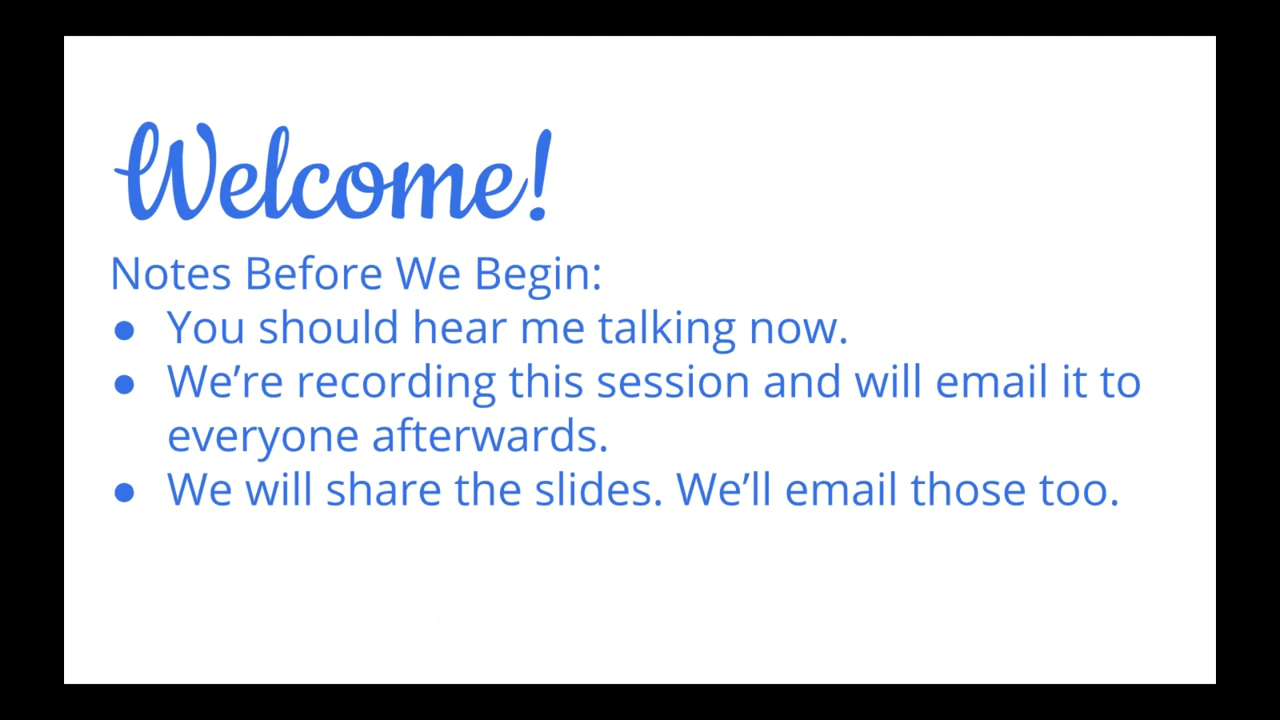 Welcome!
Notes Before We Begin:
● You should hear me talking now.
● We’re recording this session and will email it to
everyone afterwards.
● We will share the slides. We’ll email those too.